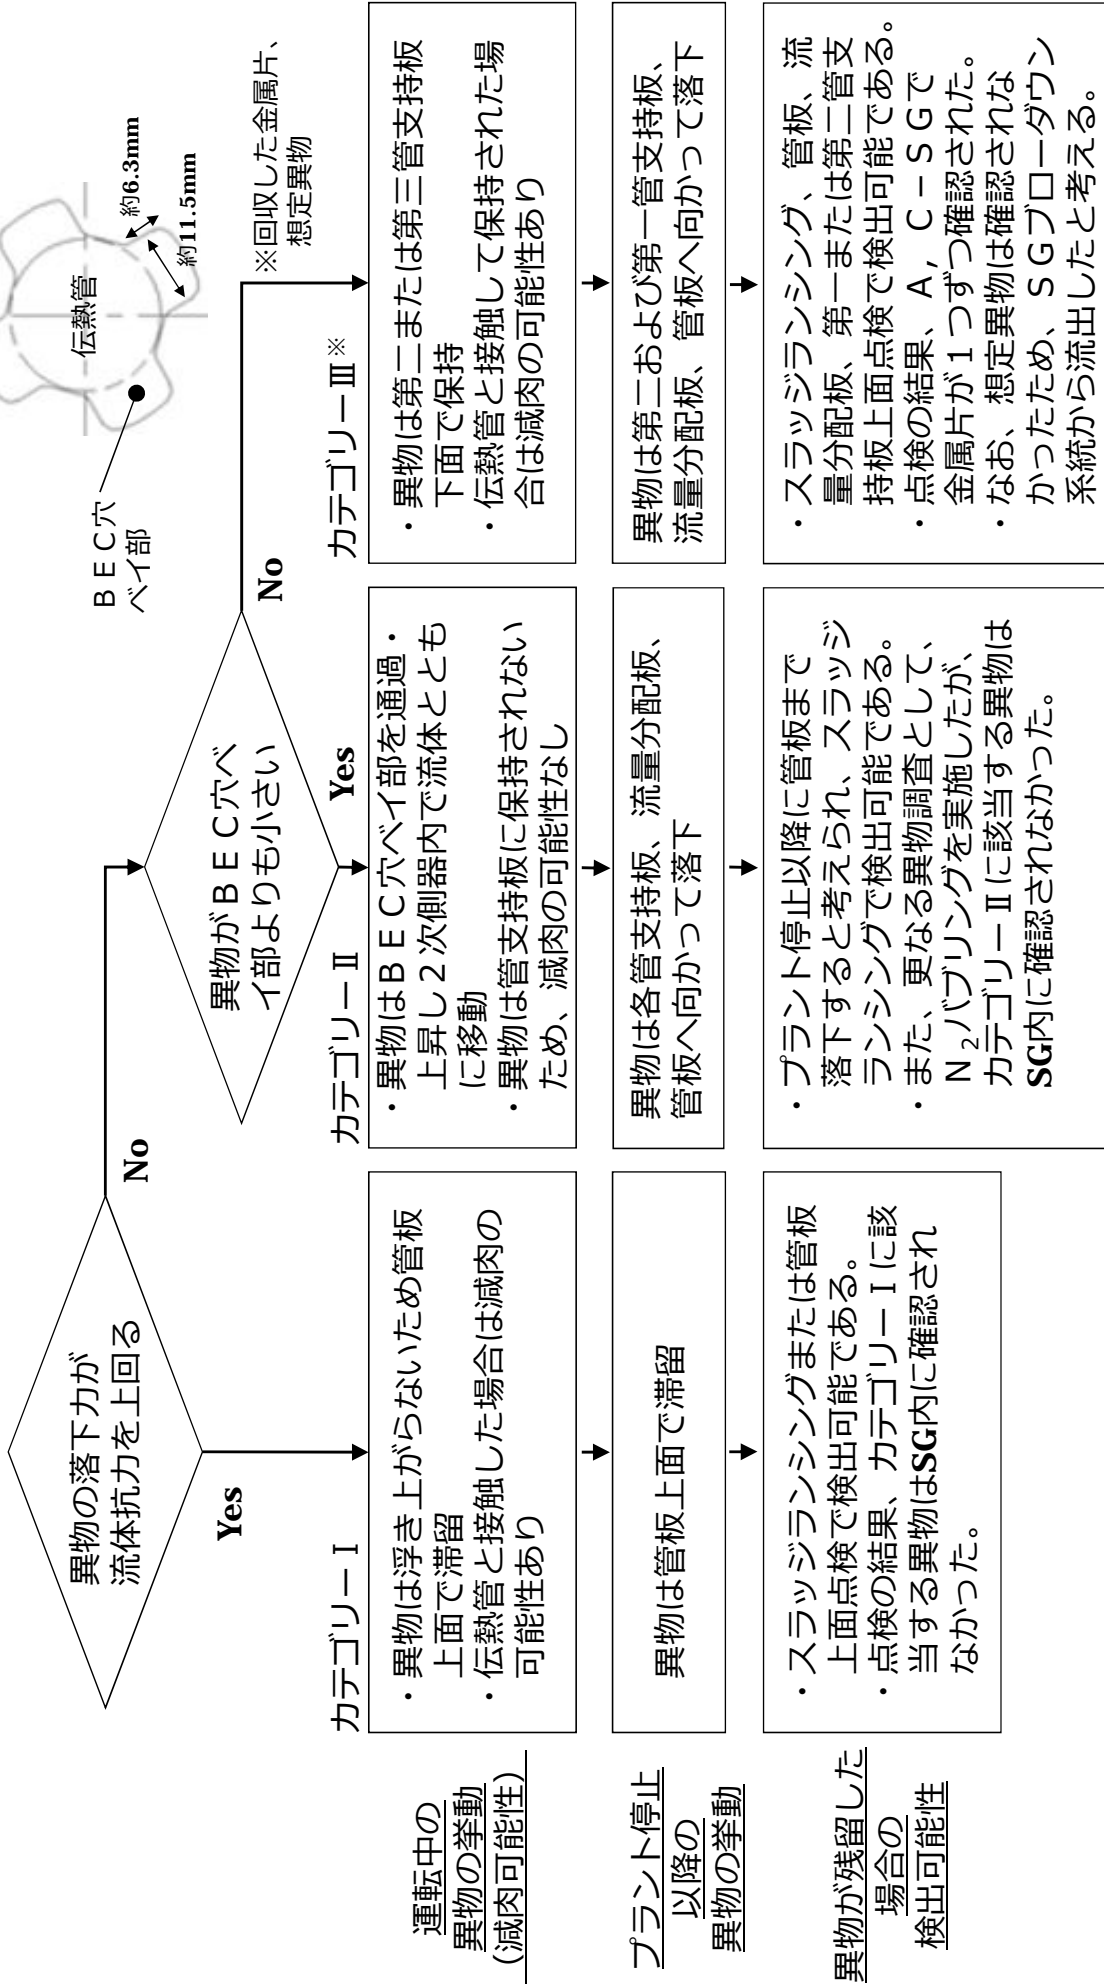 異物の落下力が
流体抗力を上回る
Yes
No
異物がBEC穴ベ
イ部よりも小さい
Yes
No
BEC穴
ベイ部
伝熱管
約6.3mm
約11.5mm
※回収した金属片、
想定異物
カテゴリーⅠ
カテゴリーⅡ
カテゴリーⅢ※
運転中の
異物の挙動
(減肉可能性)
・異物は浮き上がらないため管板
上面で滞留
・伝熱管と接触した場合は減肉の
可能性あり
・異物はBEC穴ベイ部を通過・
上昇し2次側器内で流体ととも
に移動
・異物は管支持板に保持されない
ため、減肉の可能性なし
・異物は第二または第三管支持板
下面で保持
・伝熱管と接触して保持された場
合は減肉の可能性あり
プラント停止
以降の
異物の挙動
異物は管板上面で滞留
異物は各管支持板、流量分配板、
管板へ向かって落下
異物は第二および第一管支持板、
流量分配板、管板へ向かって落下
異物が残留した
場合の
検出可能性
・スラッジランシングまたは管板
上面点検で検出可能である。
・点検の結果、カテゴリーⅠに該
当する異物はSG内に確認され
なかった。
・プラント停止以降に管板まで
落下すると考えられ、スラッジ
ランシングで検出可能である。
・また、更なる異物調査として、
N₂バブリングを実施したが、
カテゴリーⅡに該当する異物は
SG内に確認されなかった。
・スラッジランシング、管板、流
量分配板、第一または第二管支
持板上面点検で検出可能である。
・点検の結果、A,C-SGで
金属片が1つずつ確認された。
・なお、想定異物は確認されな
かったため、SGブローダウン
系統から流出したと考える。